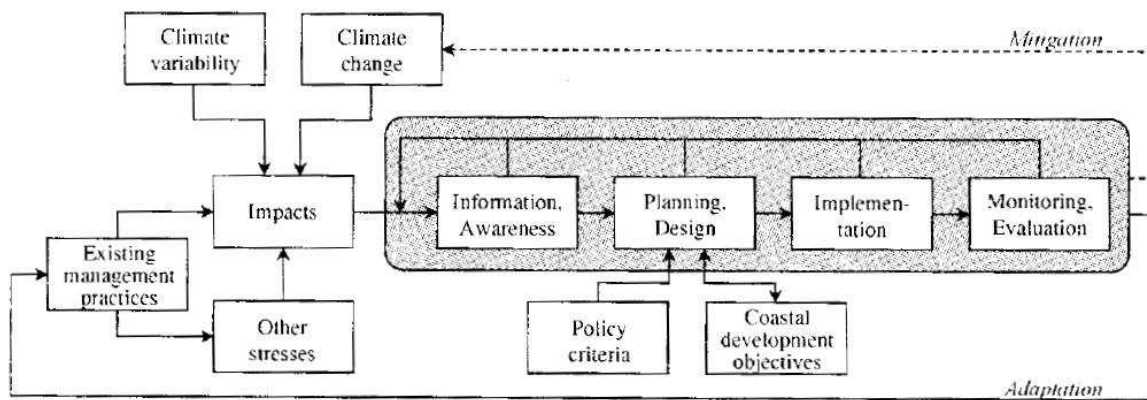 Climate
variability
Climate
change
Mitigation
Impacts
Information,
Awareness
Planning,
Design
Implemen-
tation
Monitoring,
Evaluation
Existing
management
practices
Other
stresses
Policy
criteria
Coastal
development
objectives
Adaptation